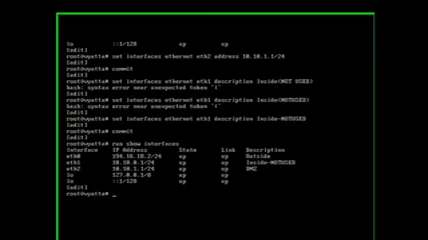 lo ::1/128 up up
[edit]
root@vyatta# set interfaces ethernet eth2 address 10.10.1.1/24
[edit]
root@vyatta# commit
[edit]
root@vyatta# set interfaces ethernet eth1 description Inside(NOT USED)
bash: syntax error near unexpected token `('
[edit]
root@vyatta# set interfaces ethernet eth1 description Inside(NOTUSED)
bash: syntax error near unexpected token `('
[edit]
root@vyatta# set interfaces ethernet eth1 description Inside-NOTUSED
[edit]
root@vyatta# commit
[edit]
root@vyatta# run show interfaces
Interface IP Address State Link Description
eth0 194.16.18.2/24 up up Outside
eth1 10.10.0.1/24 up up Inside-NOTUSED
eth2 10.10.1.1/24 up up DMZ
lo 127.0.0.1/8 up up
lo ::1/128 up up
[edit]
root@vyatta# _